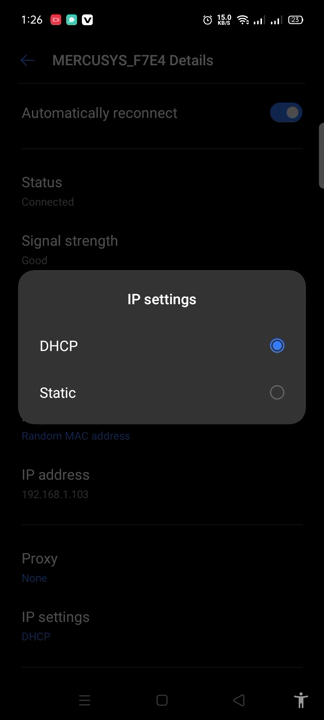 1:26
15.0
KB/S
23
MERCUSYS_F7E4 Details
Automatically reconnect
Status
Connected
Signal strength
Good
IP settings
DHCP
Static
Random MAC address
IP address
192.168.1.103
Proxy
None
IP settings
DHCP